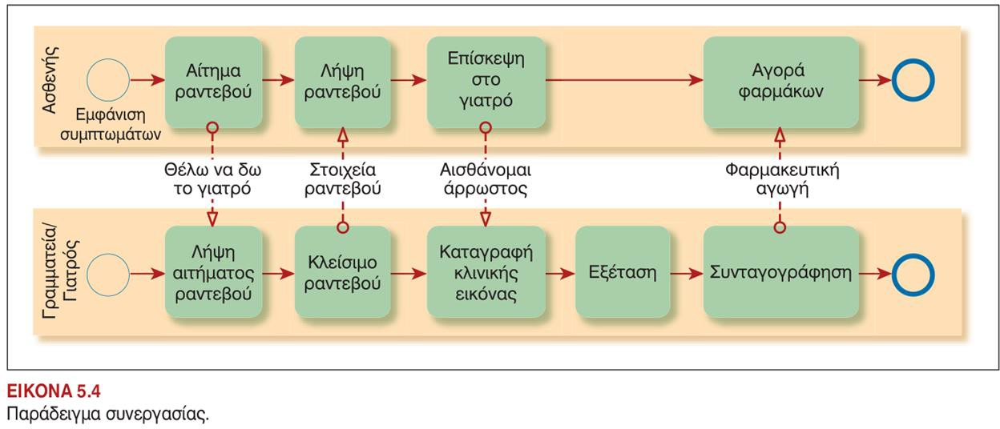 Ασθενής
Εμφάνιση
συμπτωμάτων
Αίτημα
ραντεβού
Λήψη
ραντεβού
Επίσκεψη
στο
γιατρό
Αγορά
φαρμάκων
Θέλω να δω
το γιατρό
Στοιχεία
ραντεβού
Αισθάνομαι
άρρωστος
Φαρμακευτική
αγωγή
Γραμματεία/
Γιατρός
Λήψη
αιτήματος
ραντεβού
Κλείσιμο
ραντεβού
Καταγραφή
κλινικής
εικόνας
Εξέταση
Συνταγογράφηση
ΕΙΚΟΝΑ 5.4
Παράδειγμα συνεργασίας.